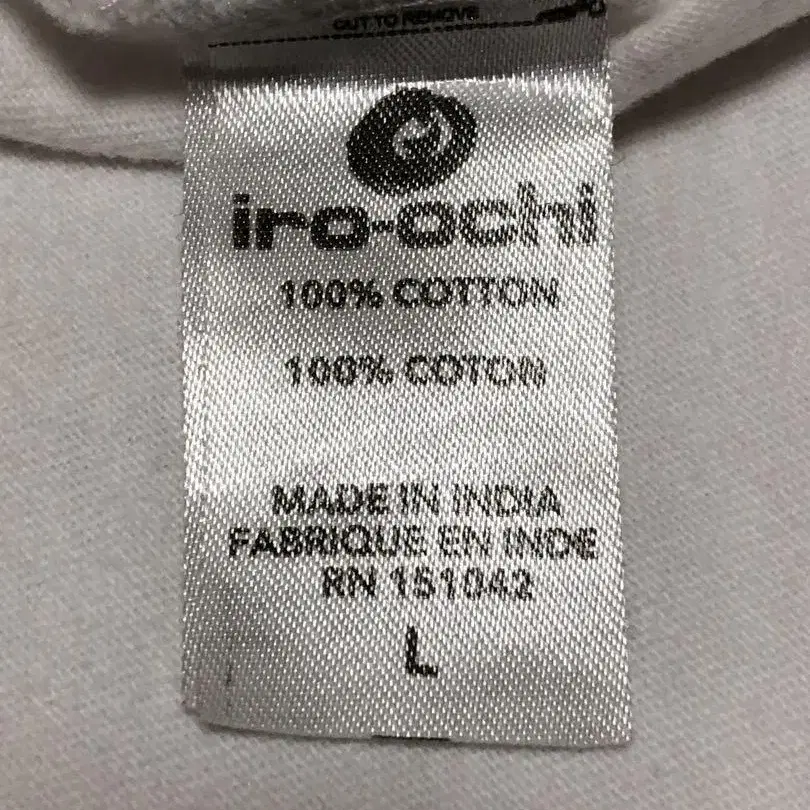 CUT TO REMOVE
iro-ochi
100% COTTON
100% COTON
MADE IN INDIA
FABRIQUE EN INDE
RN 151042
L